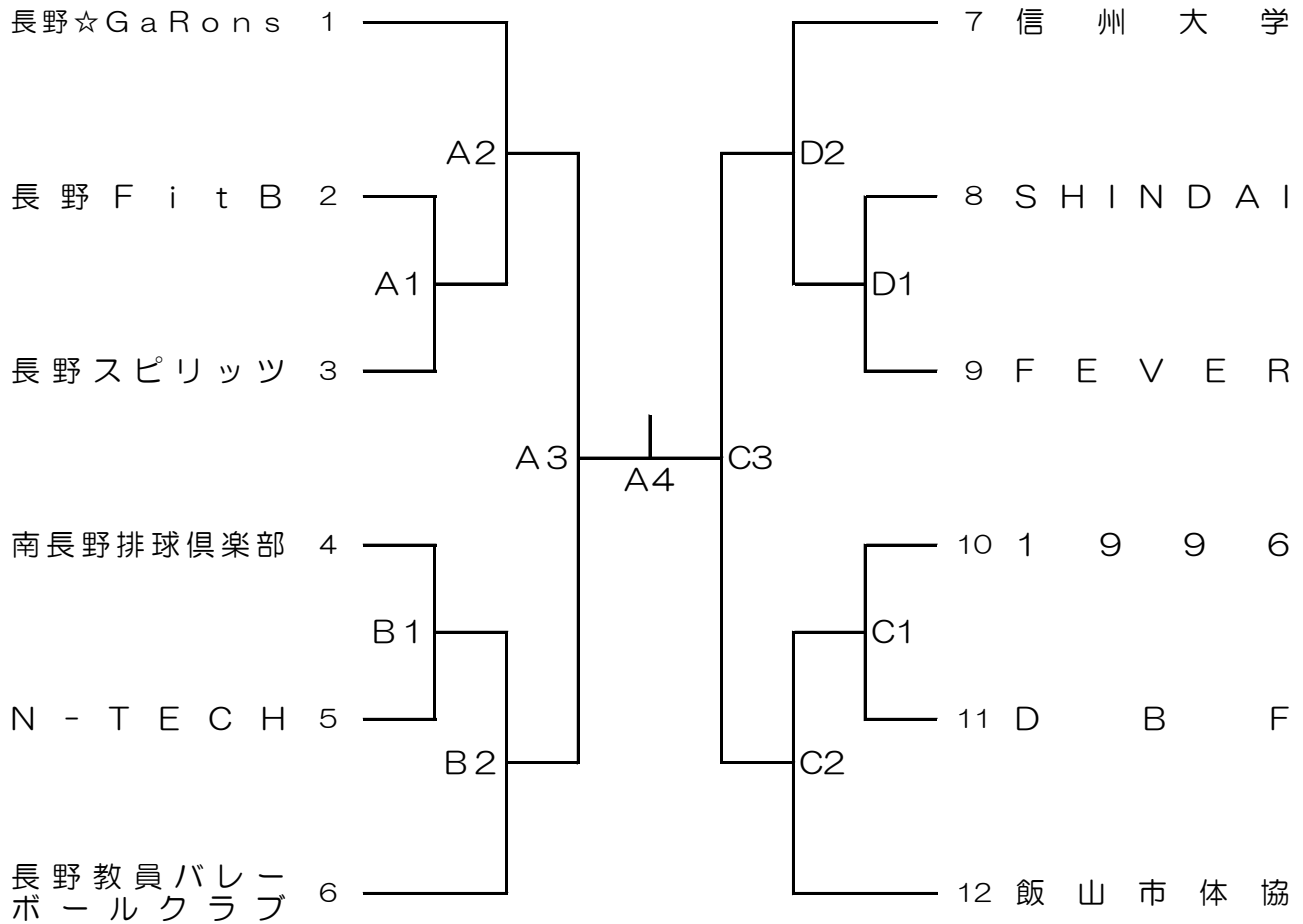 長野☆GaRons 1
7 信州大学
A2
D2
長野FitB 2
8 SHINDAI
A1
D1
長野スピリッツ 3
9 FEVER
A3
C3
A4
南長野排球倶楽部 4
10 1996
B1
C1
N-TECH 5
11 DBF
B2
C2
長野教員バレー
ボールクラブ 6
12 飯山市体協